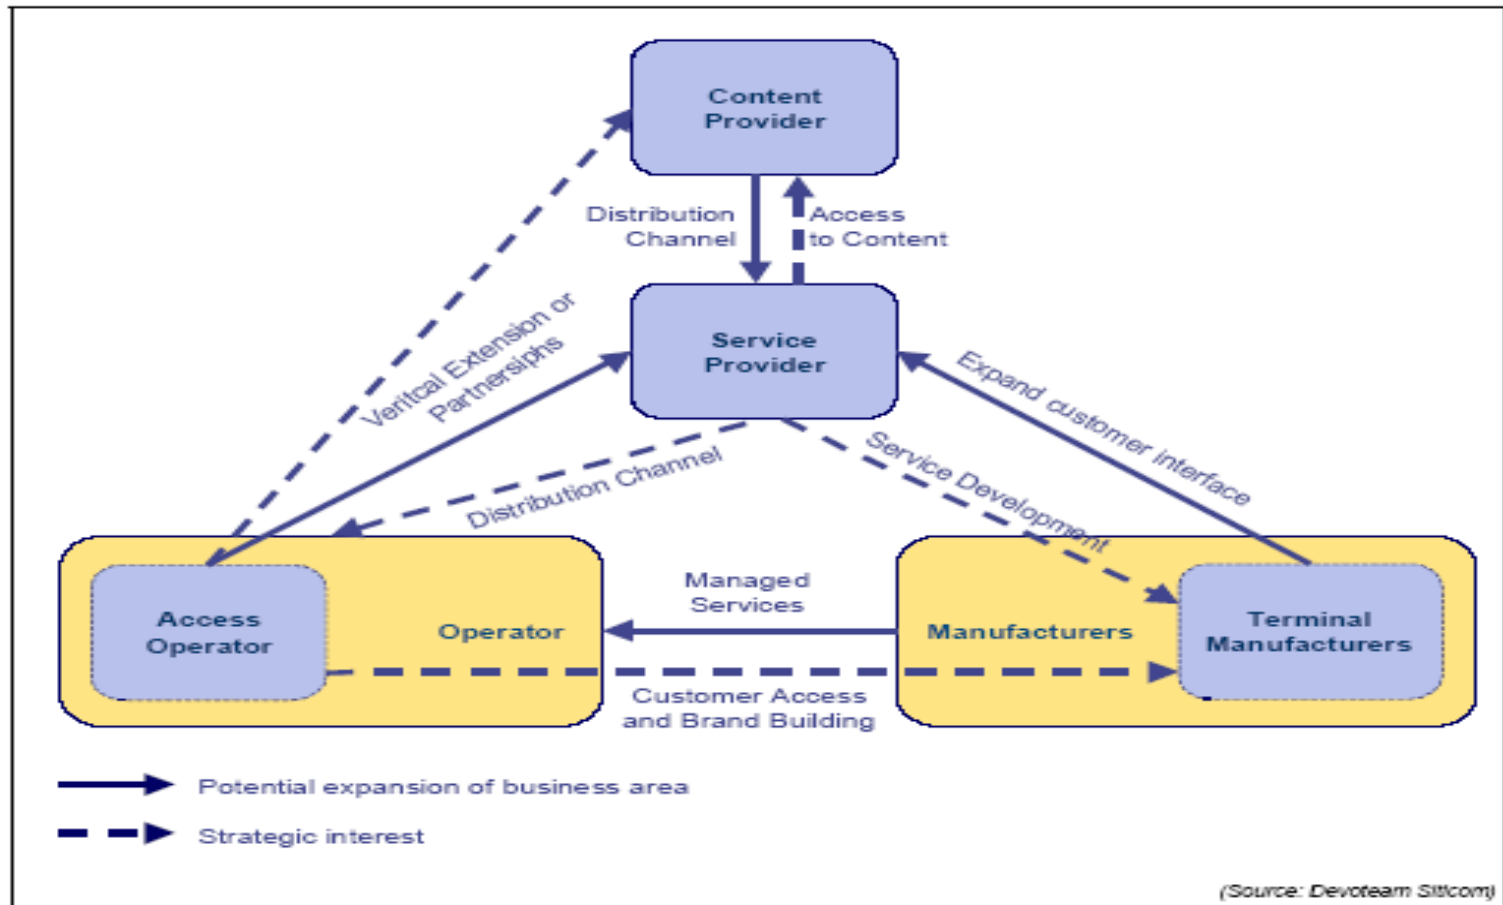 Content
Provider
Distribution
Channel
Access
to Content
Service
Provider
Veritcal Extension or
Partnersiphs
Expand customer interface
Distribution Channel
Service Development
Access
Operator
Operator
Managed
Services
Manufacturers
Terminal
Manufacturers
Customer Access
and Brand Building
Potential expansion of business area
Strategic interest
(Source: Devoteam Siticom)